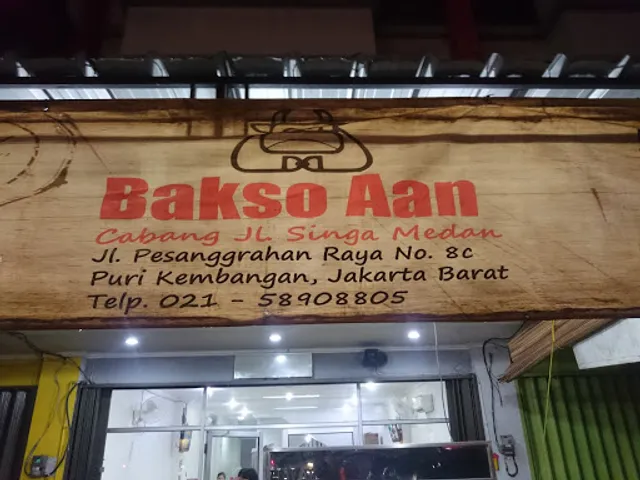 Bakso Aan
Cabang Jl. Singa Medan
Jl. Pesanggrahan Raya No. 8c
Puri Kembangan, Jakarta Barat
Telp. 021 - 58908805